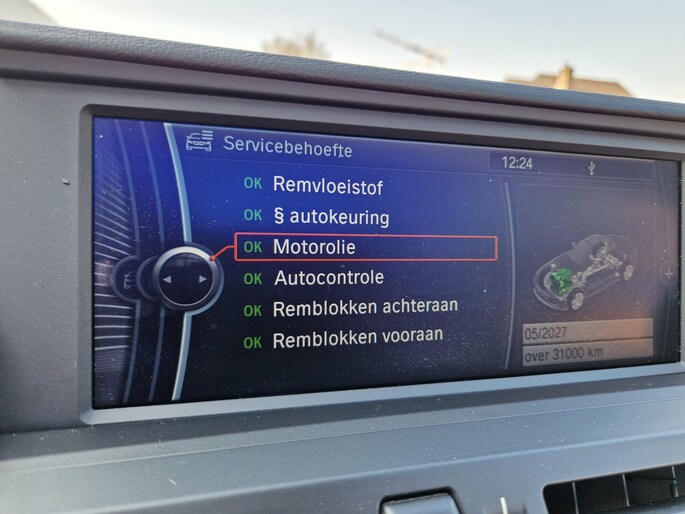 Servicebehoefte
12:24
OK Remvloeistof
OK § autokeuring
OK Motorolie
OK Autocontrole
OK Remblokken achteraan
OK Remblokken vooraan
05/2027
over 31000 km